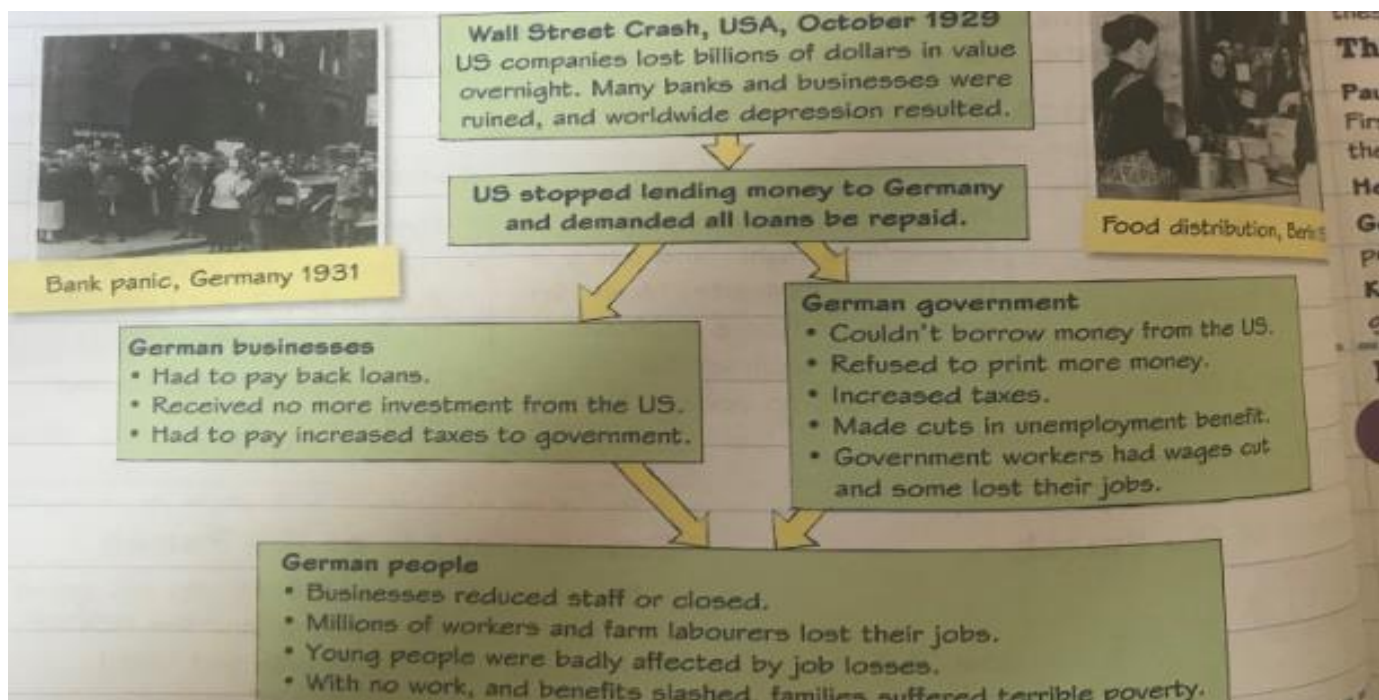 Wall Street Crash, USA, October 1929
US companies lost billions of dollars in value
overnight. Many banks and businesses were
ruined, and worldwide depression resulted.
US stopped lending money to Germany
and demanded all loans be repaid.
Bank panic, Germany 1931
Food distribution,
German businesses
• Had to pay back loans.
• Received no more investment from the US.
• Had to pay increased taxes to government.
German government
• Couldn't borrow money from the US.
• Refused to print more money.
• Increased taxes.
• Made cuts in unemployment benefit.
• Government workers had wages cut
and some lost their jobs.
German people
• Businesses reduced staff or closed.
• Millions of workers and farm labourers lost their jobs.
• Young people were badly affected by job losses.
• With no work, and benefits slashed, families suffered terrible poverty.
Th
Pau
Firs
the
He